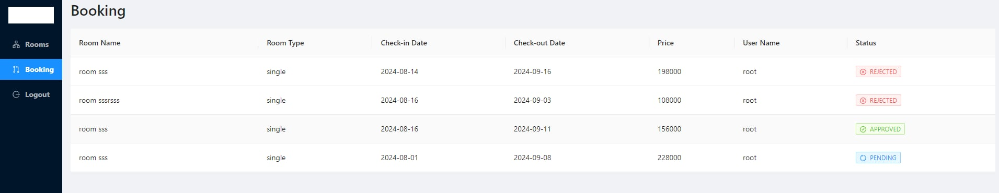 Booking
Rooms
Booking
Logout
Room Name Room Type Check-in Date Check-out Date Price User Name Status
room sss single 2024-08-14 2024-09-16 198000 root REJECTED
room sssrsss single 2024-08-16 2024-09-03 108000 root REJECTED
room sss single 2024-08-16 2024-09-11 156000 root APPROVED
room sss single 2024-08-01 2024-09-08 228000 root PENDING